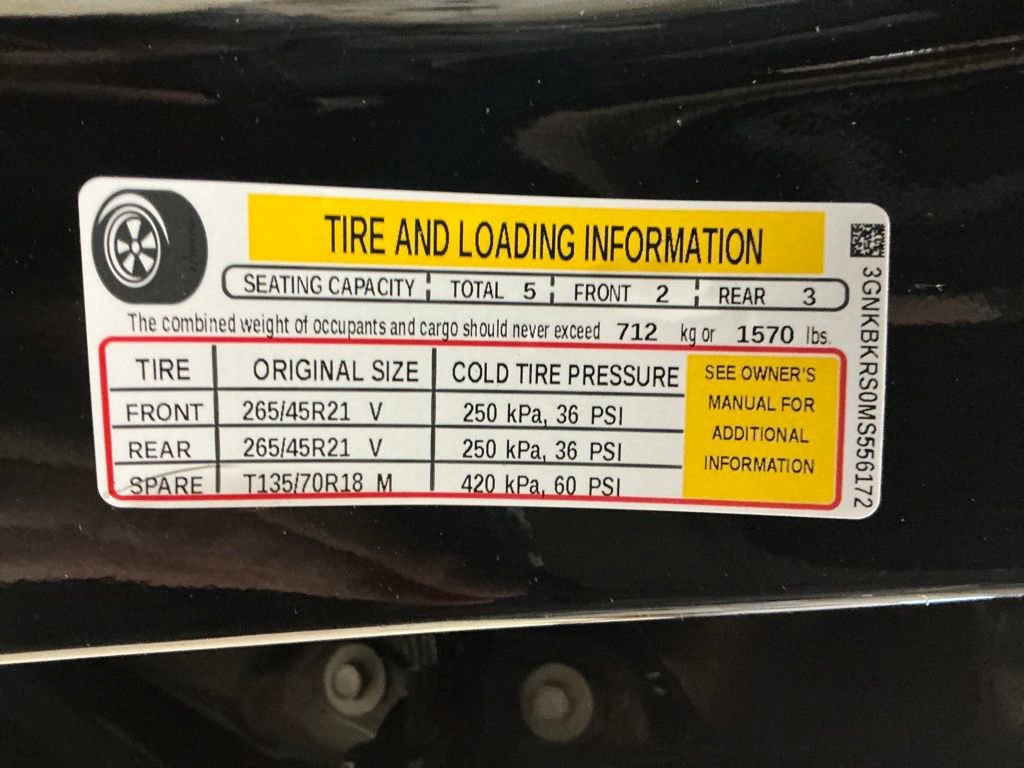 TIRE AND LOADING INFORMATION
SEATING CAPACITY TOTAL 5 FRONT 2 REAR 3
The combined weight of occupants and cargo should never exceed 712 kg or 1570 lbs.
TIRE ORIGINAL SIZE COLD TIRE PRESSURE
FRONT 265/45R21 V 250 kPa, 36 PSI
REAR 265/45R21 V 250 kPa, 36 PSI
SPARE T135/70R18 M 420 kPa, 60 PSI
SEE OWNER'S
MANUAL FOR
ADDITIONAL
INFORMATION
3GNKBKRS0MS556172